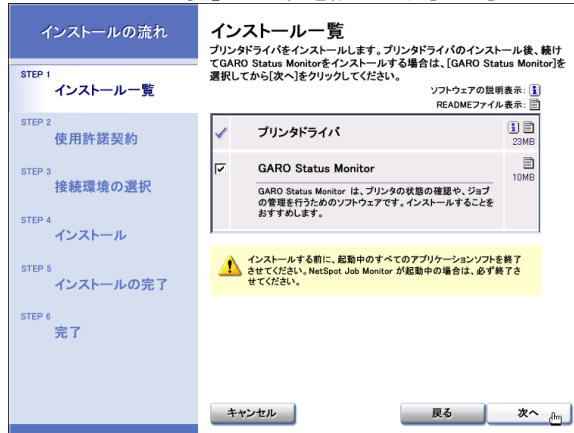 インストールの流れ
STEP 1
インストール一覧
STEP 2
使用許諾契約
STEP 3
接続環境の選択
STEP 4
インストール
STEP 5
インストールの完了
STEP 6
完了
インストール一覧
プリンタドライバをインストールします。プリンタドライバのインストール後、続け
てGARO Status Monitorをインストールする場合は、[GARO Status Monitor]を
選択してから[次へ]をクリックしてください。
ソフトウェアの説明表示:
READMEファイル表示:
プリンタドライバ
23MB
GARO Status Monitor
10MB
GARO Status Monitor は、プリンタの状態の確認や、ジョブ
の管理を行うためのソフトウェアです。インストールすることを
おすすめします。
インストールする前に、起動中のすべてのアプリケーションソフトを終了
させてください。NetSpot Job Monitor が起動中の場合は、必ず終了さ
せてください。
キャンセル
戻る
次へ